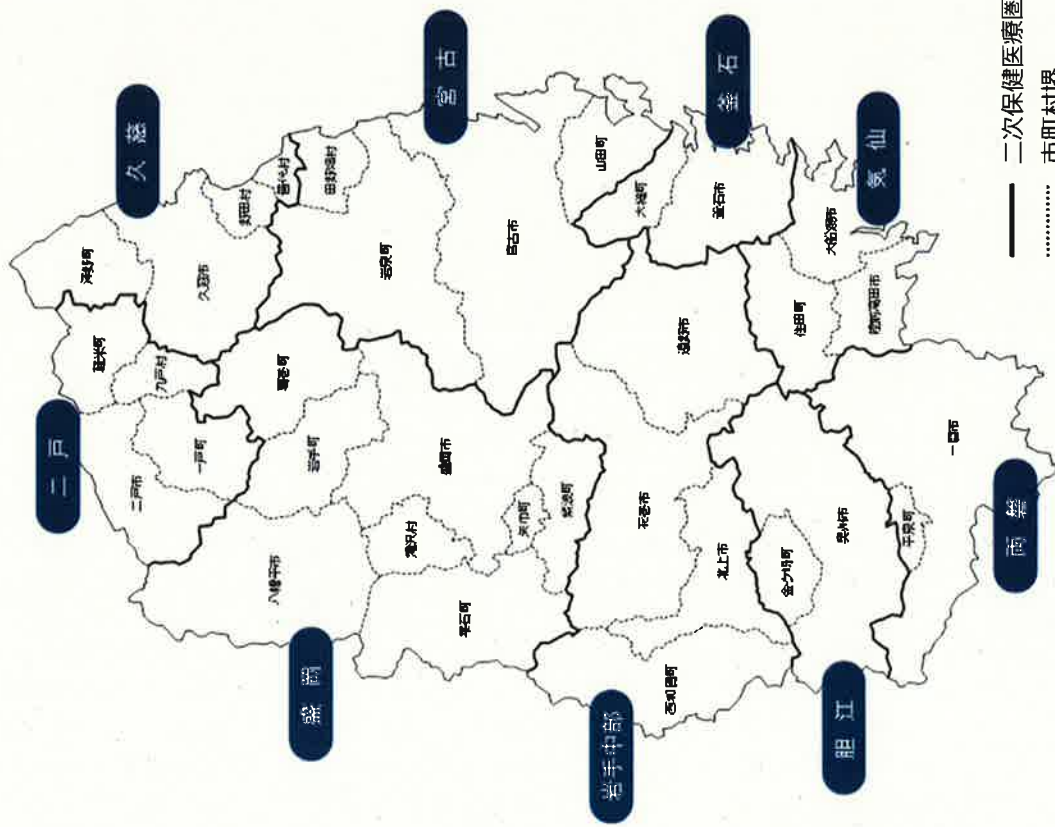 二戸
久慈
盛岡
宮古
岩手中部
釜石
胆江
気仙
両磐
洋野町
軽米町
久慈市
野田村
普代村
九戸村
二戸市
一戸町
葛巻町
岩手町
八幡平市
田野畑村
岩泉町
盛岡市
滝沢村
雫石町
矢巾町
紫波町
宮古市
山田町
大槌町
釜石市
遠野市
花巻市
北上市
西和賀町
金ケ崎町
奥州市
住田町
大船渡市
陸前高田市
一関市
平泉町
二次保健医療圏
市町村界